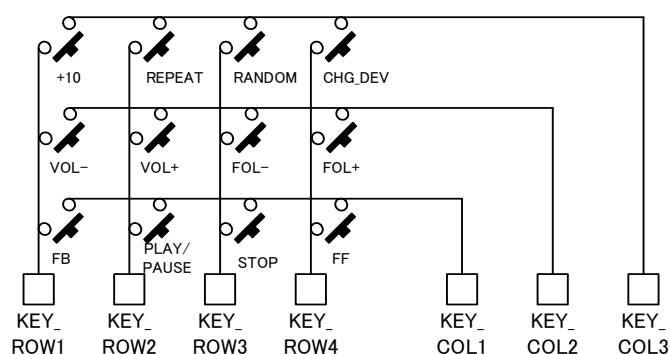 +10 REPEAT RANDOM CHG_DEV
VOL- VOL+ FOL- FOL+
FB PLAY/ STOP FF
PAUSE
KEY_ KEY_ KEY_ KEY_ KEY_ KEY_ KEY_
ROW1 ROW2 ROW3 ROW4 COL1 COL2 COL3